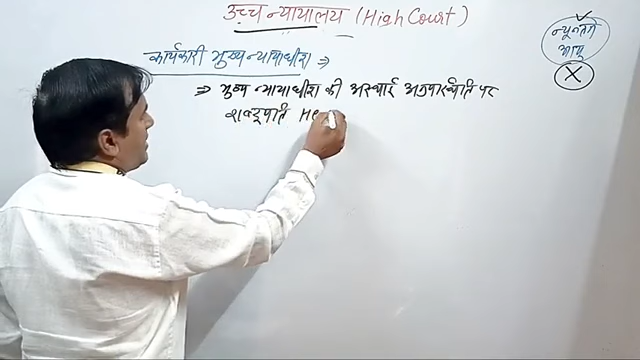 उच्च न्यायालय (High Court)
न्यूनतम
आयु
कार्यकारी मुख्य न्यायाधीश ⇒
⇒ मुख्य न्यायाधीश की अस्थाई अनुपस्थिति पर
राष्ट्रपति HC